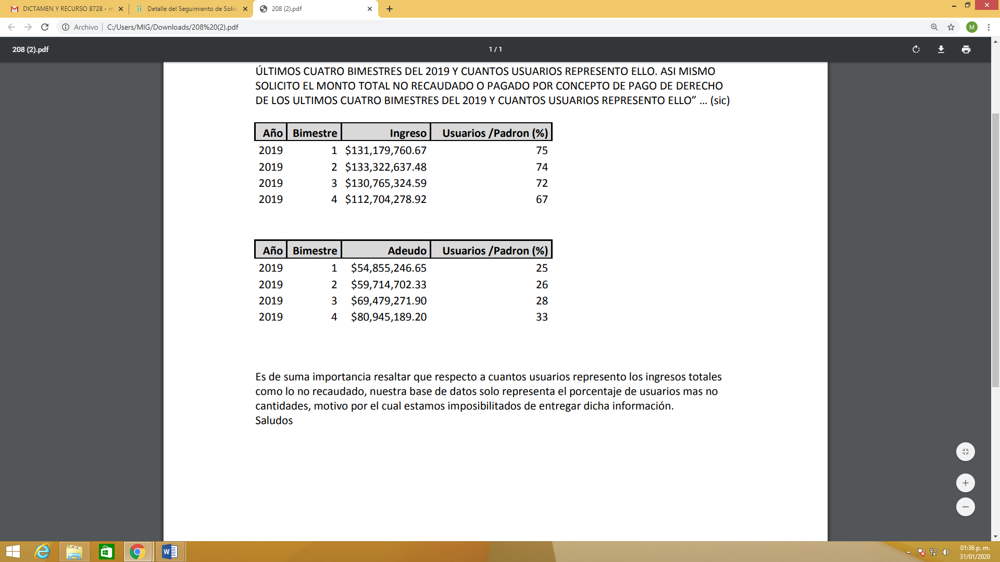 DICTAMEN Y RECURSO 8728 - m
Detalle del Seguimiento de Solici
208 (2).pdf
Archivo C:/Users/MIG/Downloads/208%20(2).pdf
M
208 (2).pdf
1 / 1
ÚLTIMOS CUATRO BIMESTRES DEL 2019 Y CUANTOS USUARIOS REPRESENTO ELLO. ASI MISMO
SOLICITO EL MONTO TOTAL NO RECAUDADO O PAGADO POR CONCEPTO DE PAGO DE DERECHO
DE LOS ULTIMOS CUATRO BIMESTRES DEL 2019 Y CUANTOS USUARIOS REPRESENTO ELLO” ... (sic)
Año Bimestre Ingreso Usuarios /Padron (%)
2019 1 $131,179,760.67 75
2019 2 $133,322,637.48 74
2019 3 $130,765,324.59 72
2019 4 $112,704,278.92 67
Año Bimestre Adeudo Usuarios /Padron (%)
2019 1 $54,855,246.65 25
2019 2 $59,714,702.33 26
2019 3 $69,479,271.90 28
2019 4 $80,945,189.20 33
Es de suma importancia resaltar que respecto a cuantos usuarios represento los ingresos totales
como lo no recaudado, nuestra base de datos solo representa el porcentaje de usuarios mas no
cantidades, motivo por el cual estamos imposibilitados de entregar dicha información.
Saludos
01:36 p. m.
31/01/2020